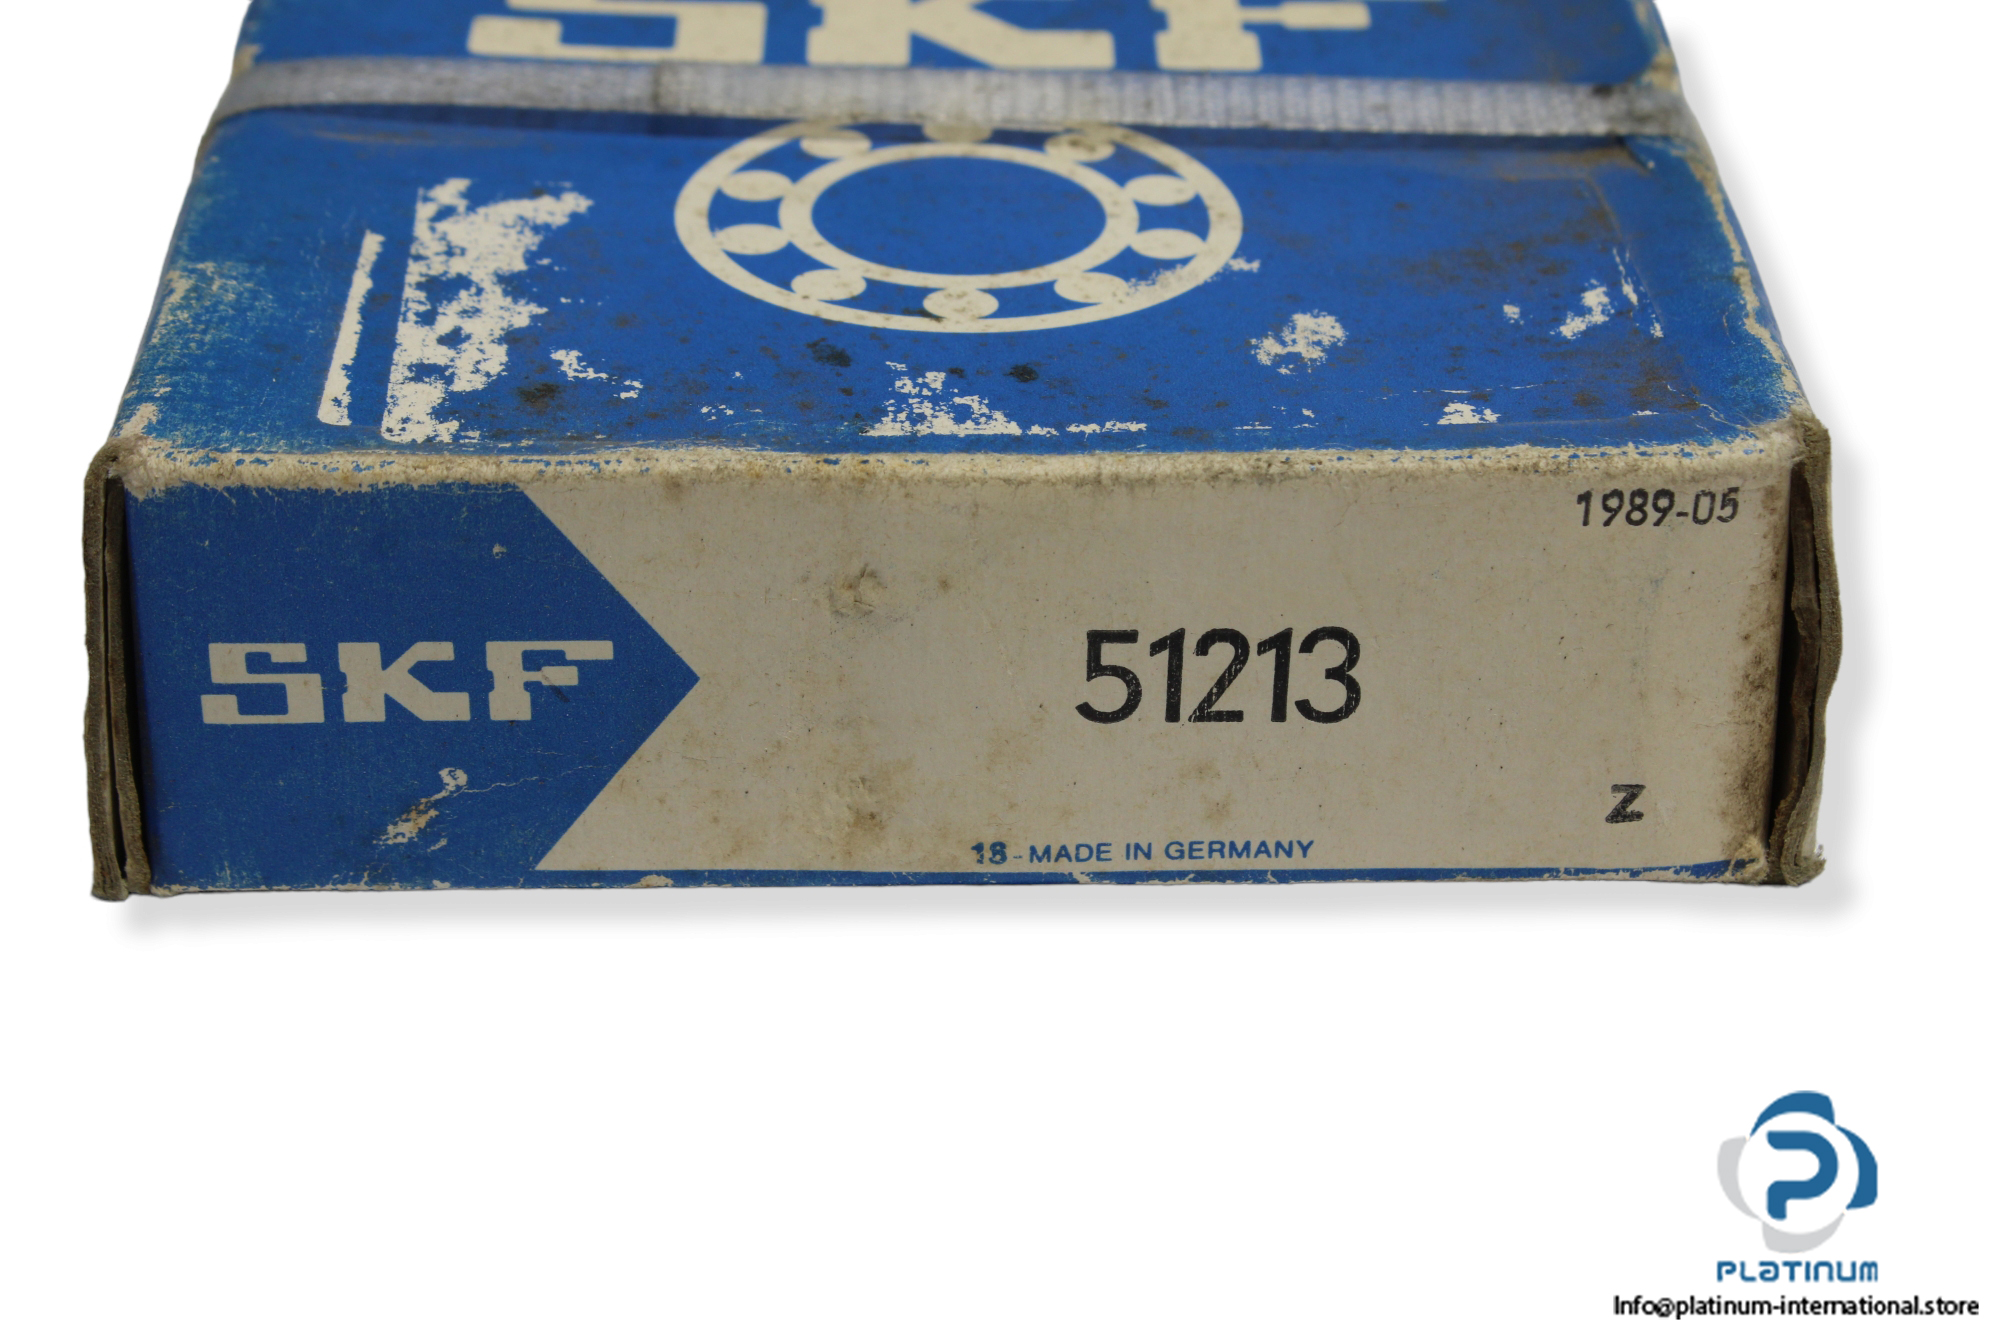 SKF
1989-05
SKF
51213
Z
18-MADE IN GERMANY
P
PLATINUM
Info@platinum-international.store